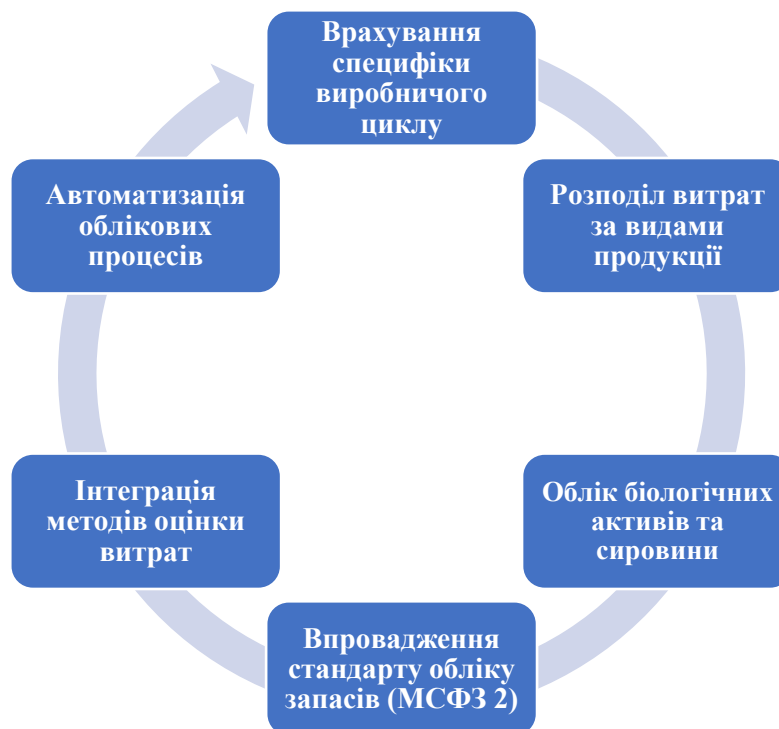 Врахування
специфіки
виробничого
циклу
Розподіл витрат
за видами
продукції
Облік біологічних
активів та
сировини
Впровадження
стандарту обліку
запасів (МСФЗ 2)
Інтеграція
методів оцінки
витрат
Автоматизація
облікових
процесів